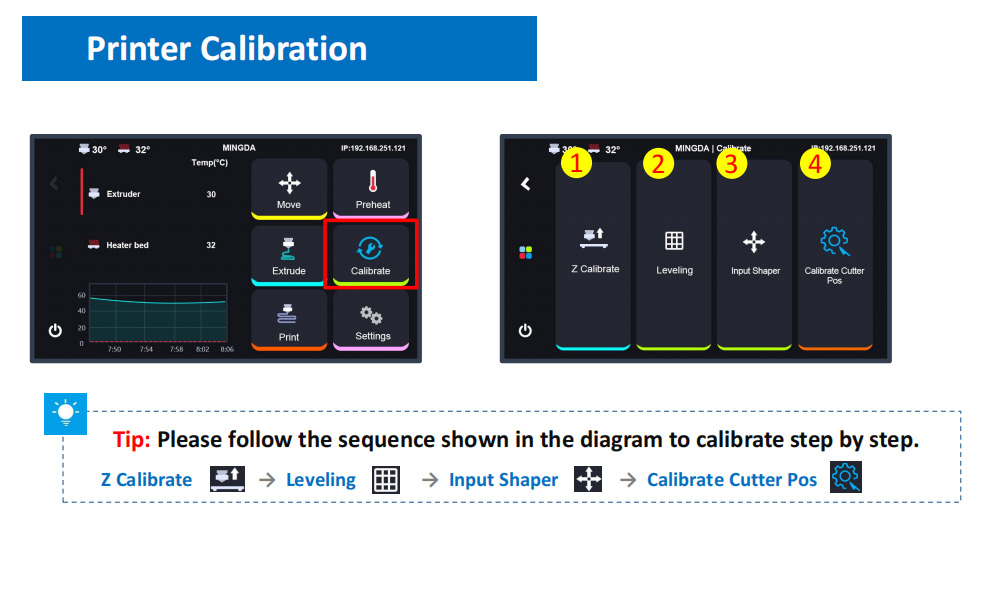 Printer Calibration
30° 32° MINGDA IP:192.168.251.121
Temp(°C)
Extruder 30
Heater bed 32
60
40
20
0
7:50 7:54 7:58 8:02 8:06
Move Preheat
Extrude Calibrate
Print Settings
32° MINGDA | Calibrate 192.168.251.121
1 2 3 4
Z Calibrate Leveling Input Shaper Calibrate Cutter
Pos
Tip: Please follow the sequence shown in the diagram to calibrate step by step.
Z Calibrate → Leveling → Input Shaper → Calibrate Cutter Pos